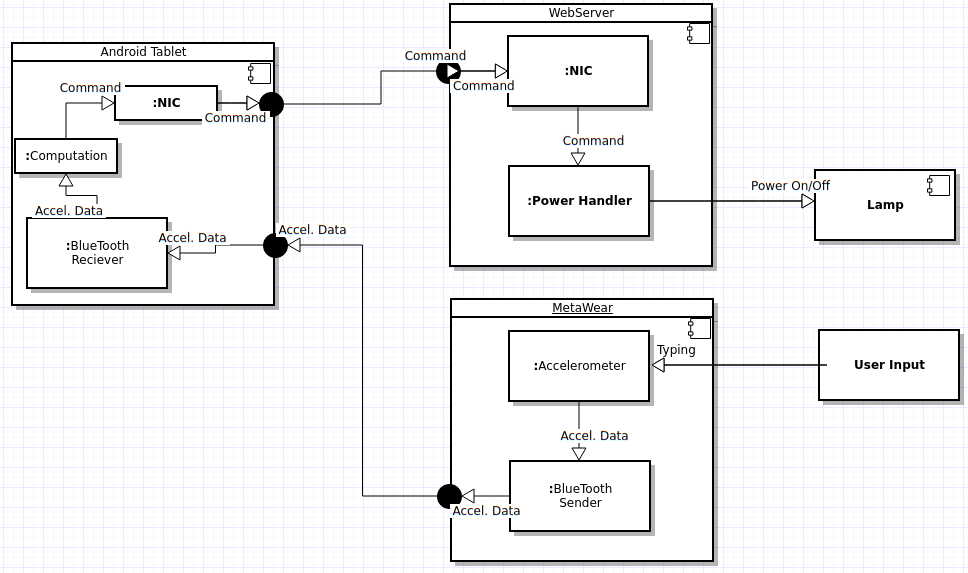 WebServer
Android Tablet
Command
Command
:NIC
Command
Command
:NIC
Command
Command
:Computation
Accel. Data
:BlueTooth
Reciever
Accel. Data
Accel. Data
:Power Handler
Power On/Off
Lamp
MetaWear
:Accelerometer
Typing
User Input
Accel. Data
:BlueTooth
Sender
Accel. Data